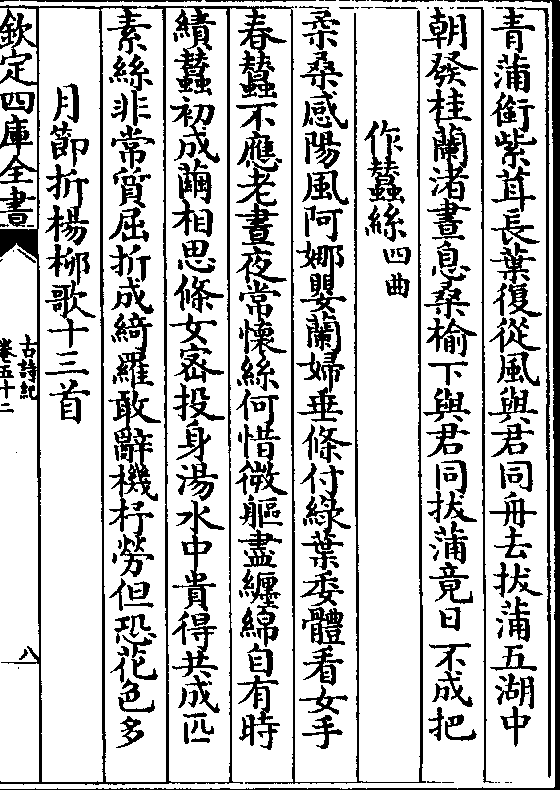 青蒲銜紫茸長葉復從風與君同舟去拔蒲五湖中
朝發桂蘭渚晝息桑榆下與君同拔蒲竟日不成把
作蠶絲四曲
柔桑感陽風阿娜嬰蘭婦垂條付綠葉委體看女手
春蠶不應老晝夜常懷絲何惜微軀盡纏綿自有時
績蠶初成繭相思條女宻投身湯水中貴得共成匹
素絲非常質屈折成綺羅敢辭機杼勞但恐花色多
月節折楊桞歌十三首
欽定四庫全書
古詩紀
卷五十二
八